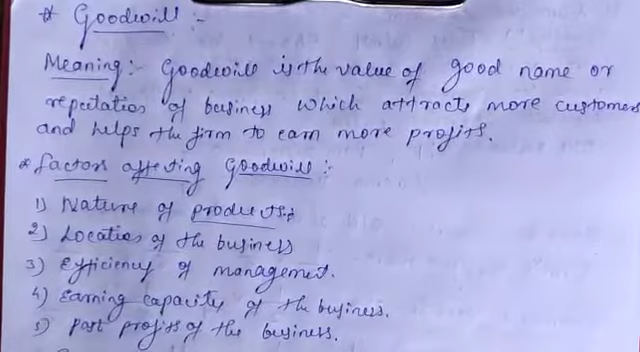 * Goodwill :-
Meaning :- Goodwill is the value of good name or
reputation of business which attracts more customers
and helps the firm to earn more profits.
* Factors affecting Goodwill :-
1) Nature of products:
2) Location of the business
3) Efficiency of management.
4) Earning capacity of the business.
5) Past profits of the business.